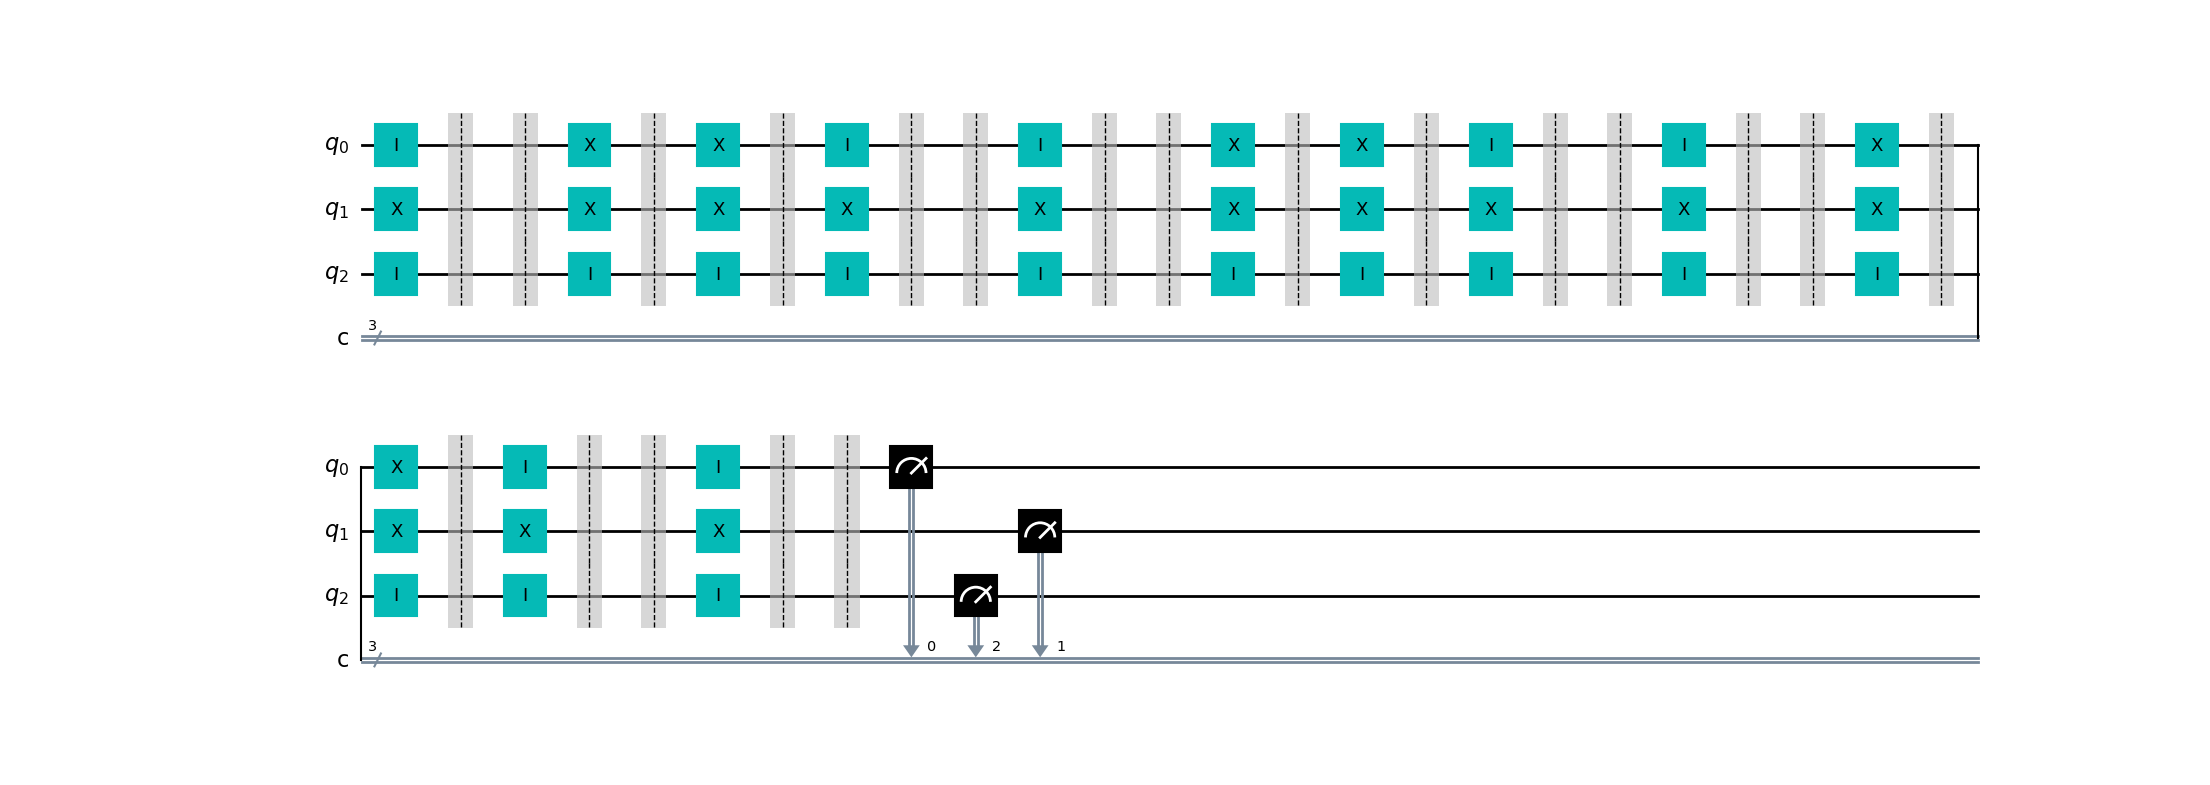 q0 I X X I I X X I I X
q1 X X X X X X X X X X
q2 I I I I I I I I I I
c 3
q0 X I I
q1 X X X
q2 I I I
c 3 0 2 1